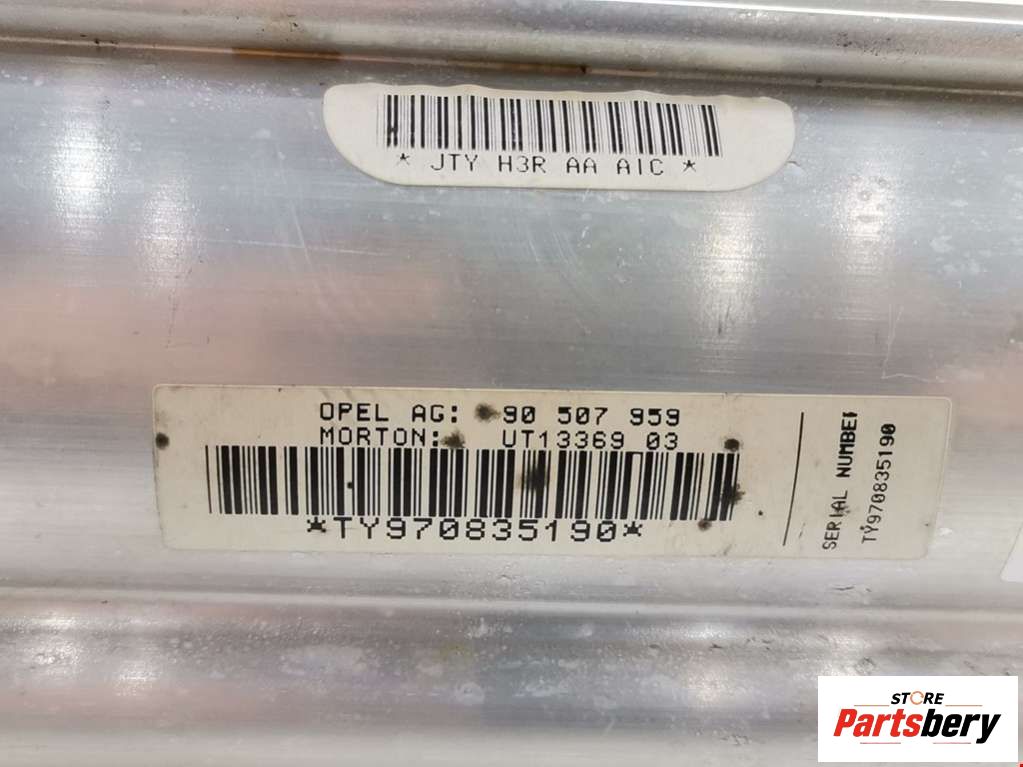 * JTY H3R AA AIC *
OPEL AG: 90 507 959
MORTON: UT13369 03
*TY970835190*
SERIAL NUMBER
TY970835190
STORE
Partsbery